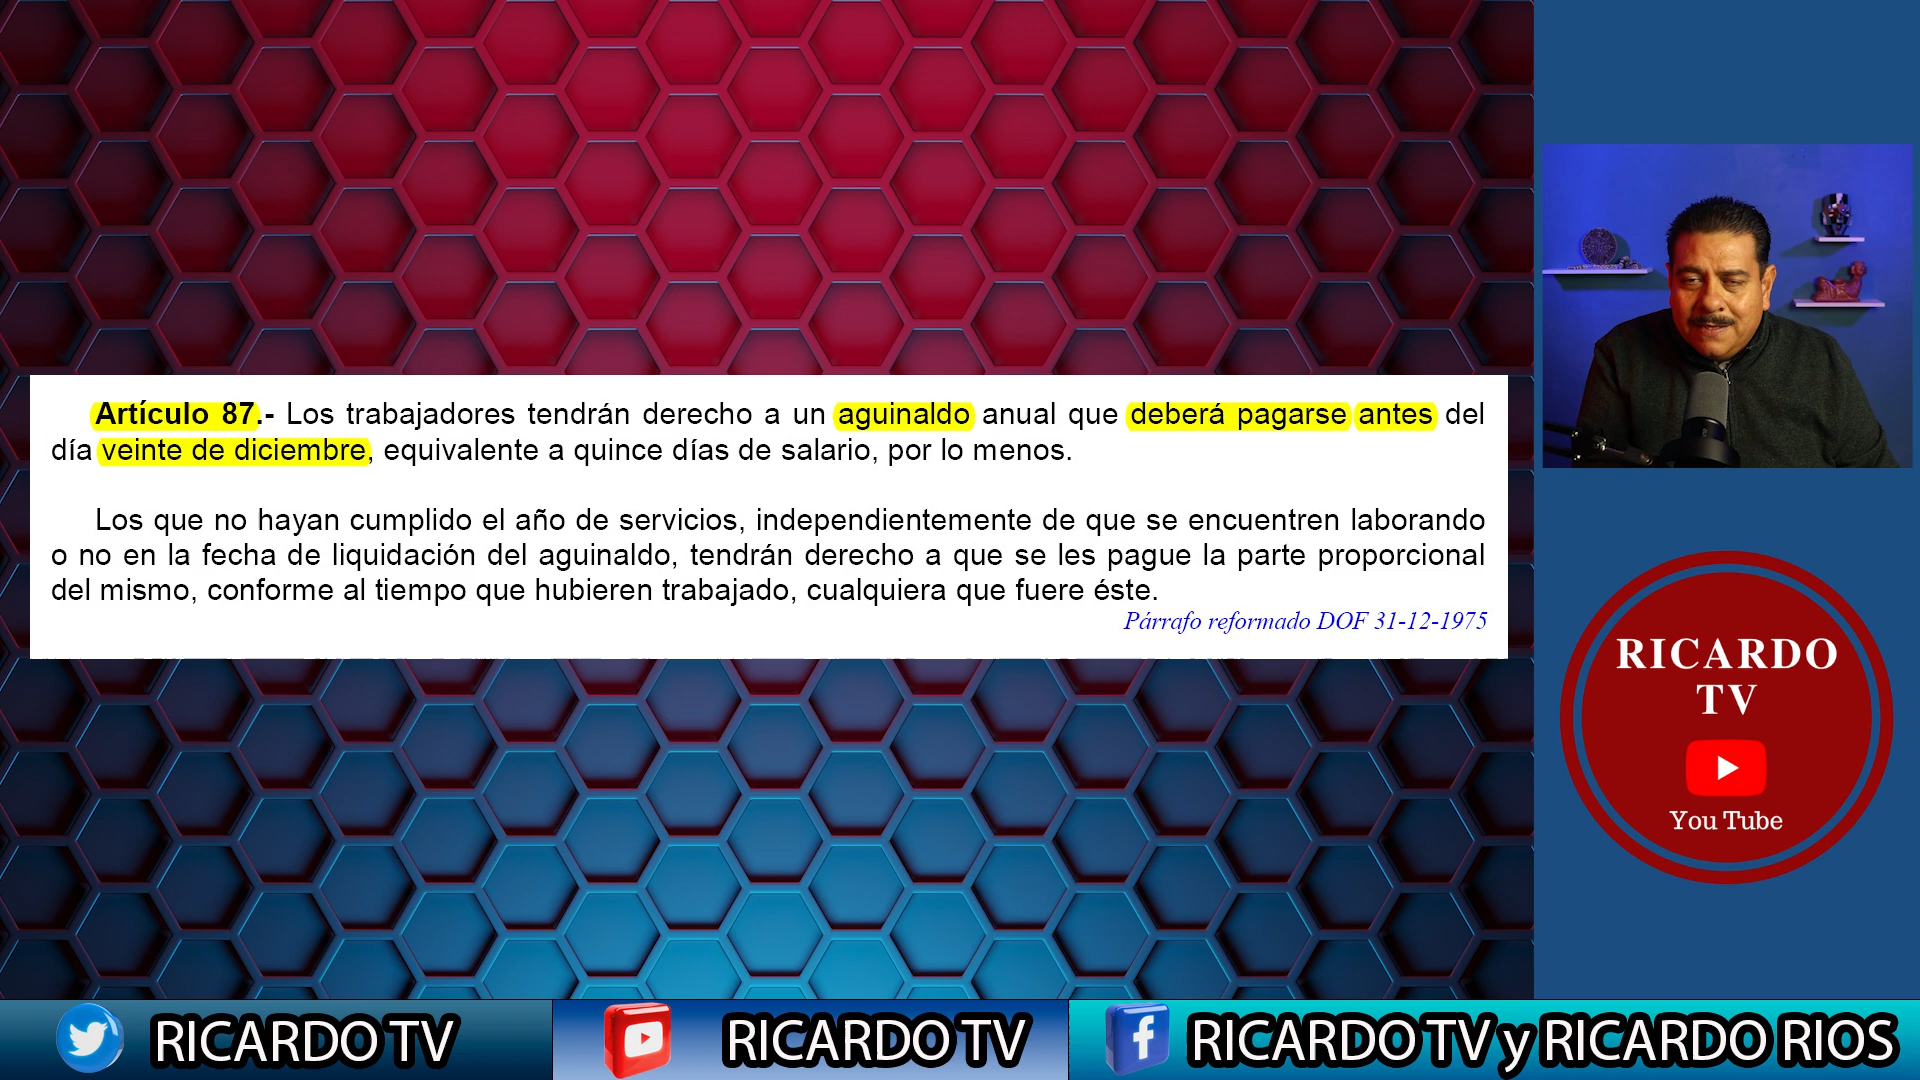 Artículo 87.- Los trabajadores tendrán derecho a un aguinaldo anual que deberá pagarse antes del
día veinte de diciembre, equivalente a quince días de salario, por lo menos.
Los que no hayan cumplido el año de servicios, independientemente de que se encuentren laborando
o no en la fecha de liquidación del aguinaldo, tendrán derecho a que se les pague la parte proporcional
del mismo, conforme al tiempo que hubieren trabajado, cualquiera que fuere éste.
Párrafo reformado DOF 31-12-1975
RICARDO
TV
You Tube
RICARDO TV
RICARDO TV
RICARDO TV y RICARDO RIOS